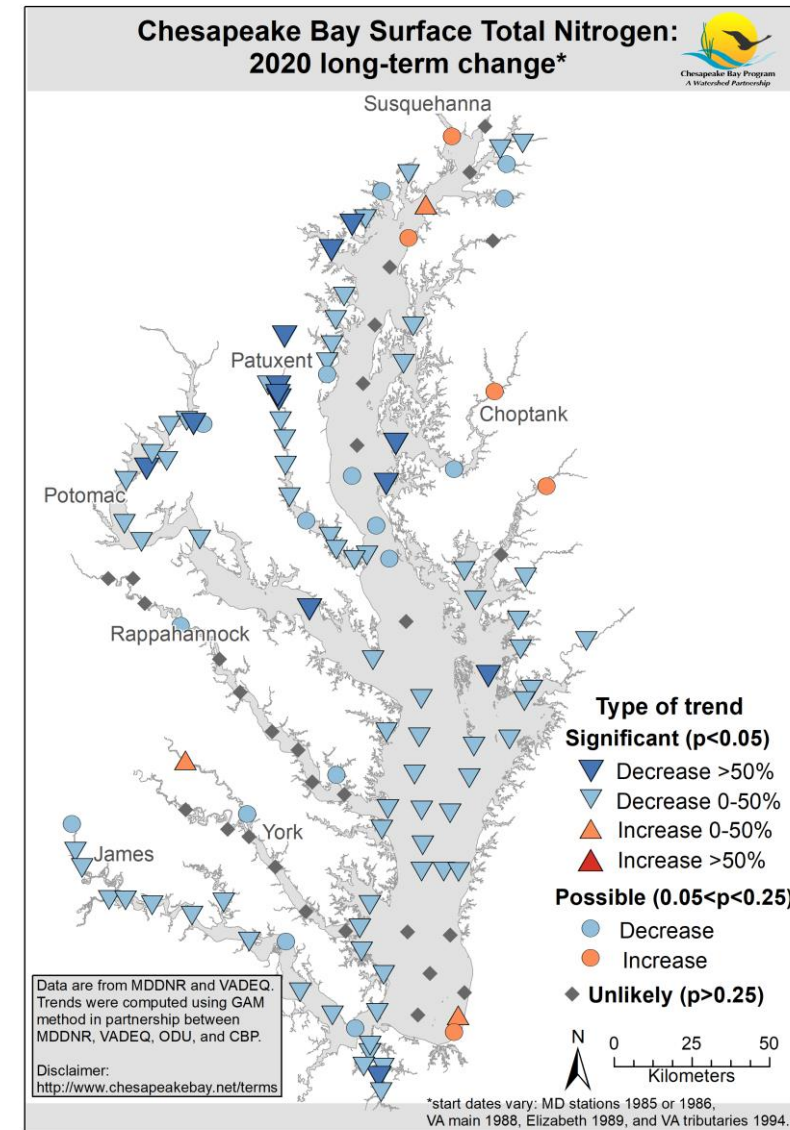 Chesapeake Bay Surface Total Nitrogen:
2020 long-term change*
Chesapeake Bay Program
A Watershed Partnership
Susquehanna
Patuxent
Choptank
Potomac
Rappahannock
York
James
Type of trend
Significant (p<0.05)
Decrease >50%
Decrease 0-50%
Increase 0-50%
Increase >50%
Possible (0.05<p<0.25)
Decrease
Increase
Unlikely (p>0.25)
N
0 25 50
Kilometers
Data are from MDDNR and VADEQ.
Trends were computed using GAM
method in partnership between
MDDNR, VADEQ, ODU, and CBP.
Disclaimer:
http://www.chesapeakebay.net/terms
*start dates vary: MD stations 1985 or 1986,
VA main 1988, Elizabeth 1989, and VA tributaries 1994.